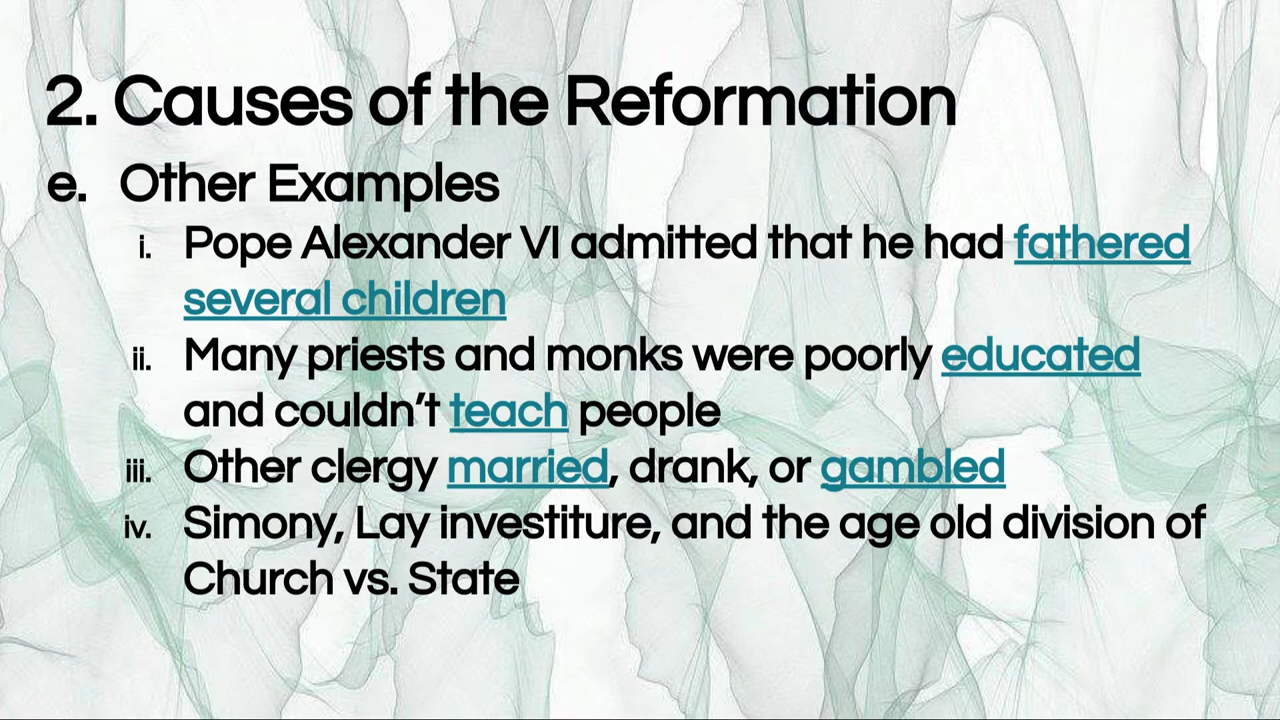 2. Causes of the Reformation
e. Other Examples
i. Pope Alexander VI admitted that he had fathered
several children
ii. Many priests and monks were poorly educated
and couldn’t teach people
iii. Other clergy married, drank, or gambled
iv. Simony, Lay investiture, and the age old division of
Church vs. State